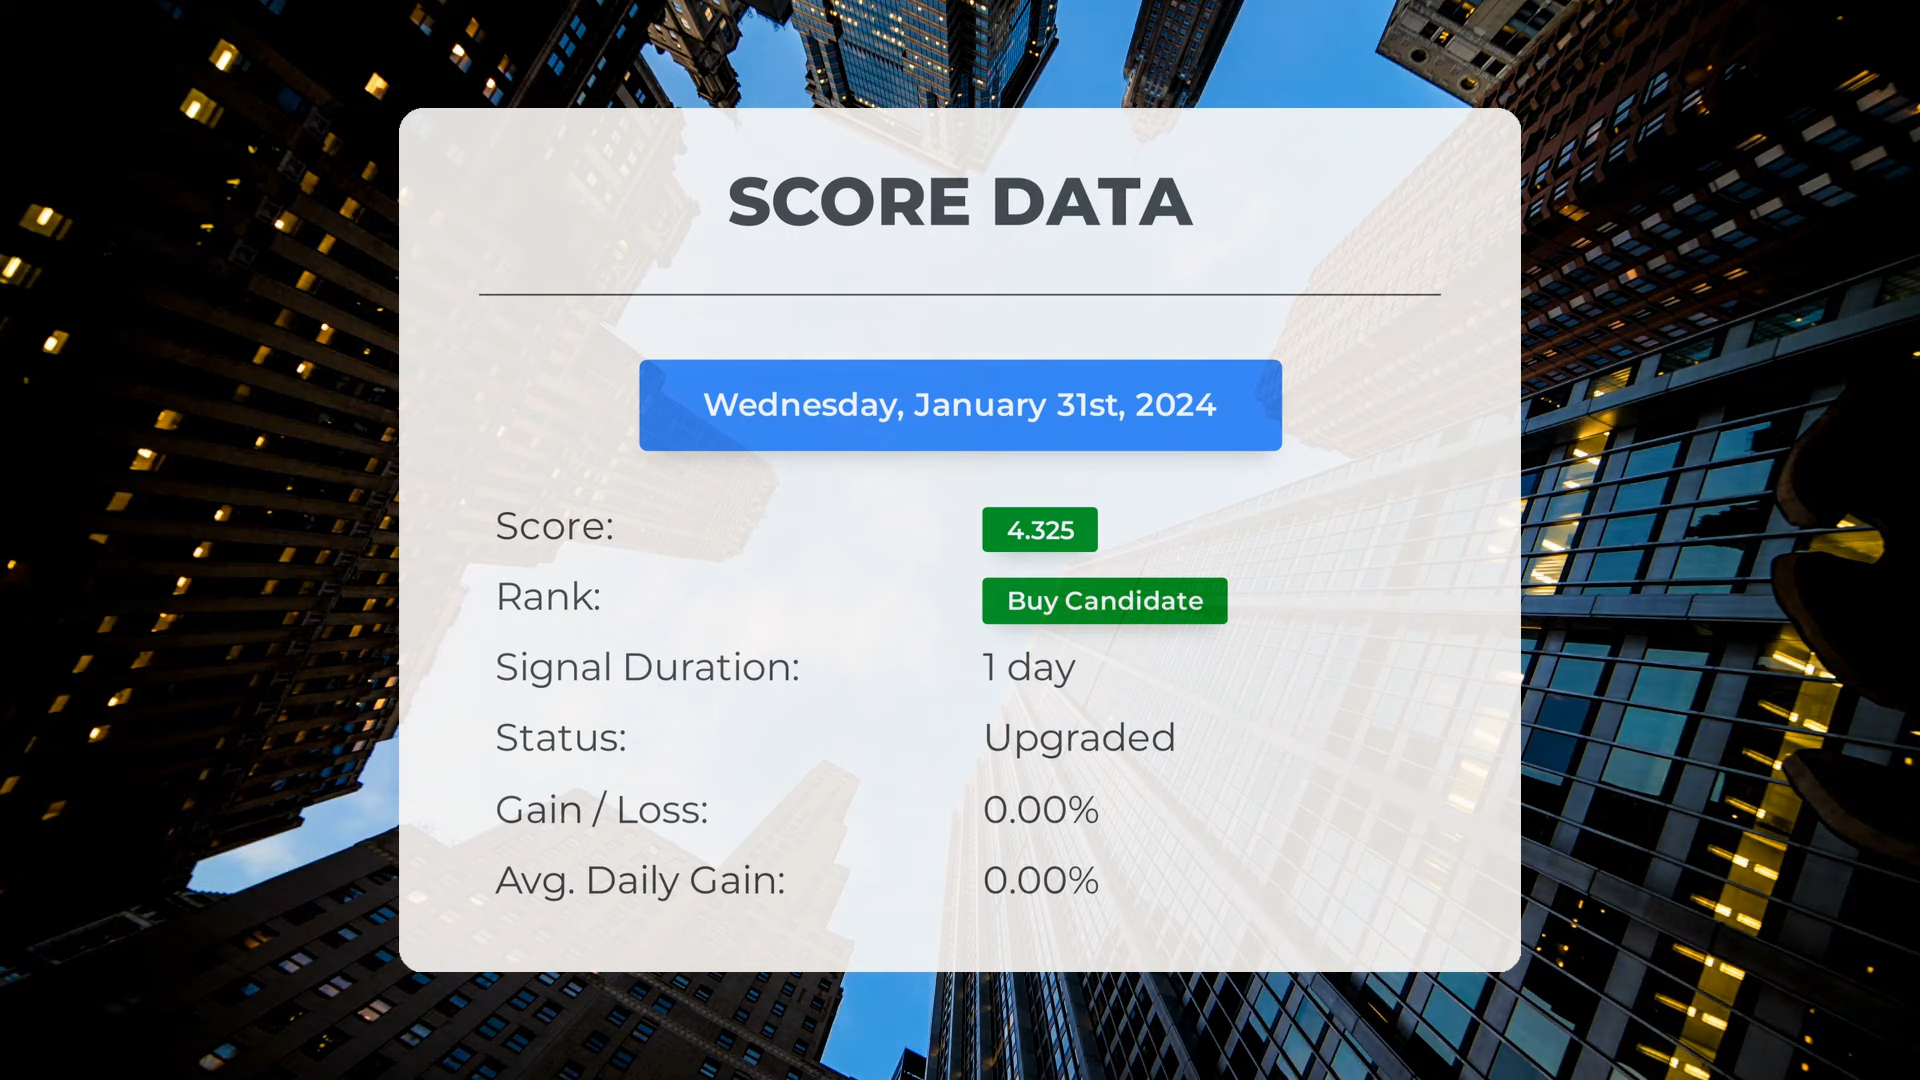 SCORE DATA
Wednesday, January 31st, 2024
Score: 4.325
Rank: Buy Candidate
Signal Duration: 1 day
Status: Upgraded
Gain / Loss: 0.00%
Avg. Daily Gain: 0.00%